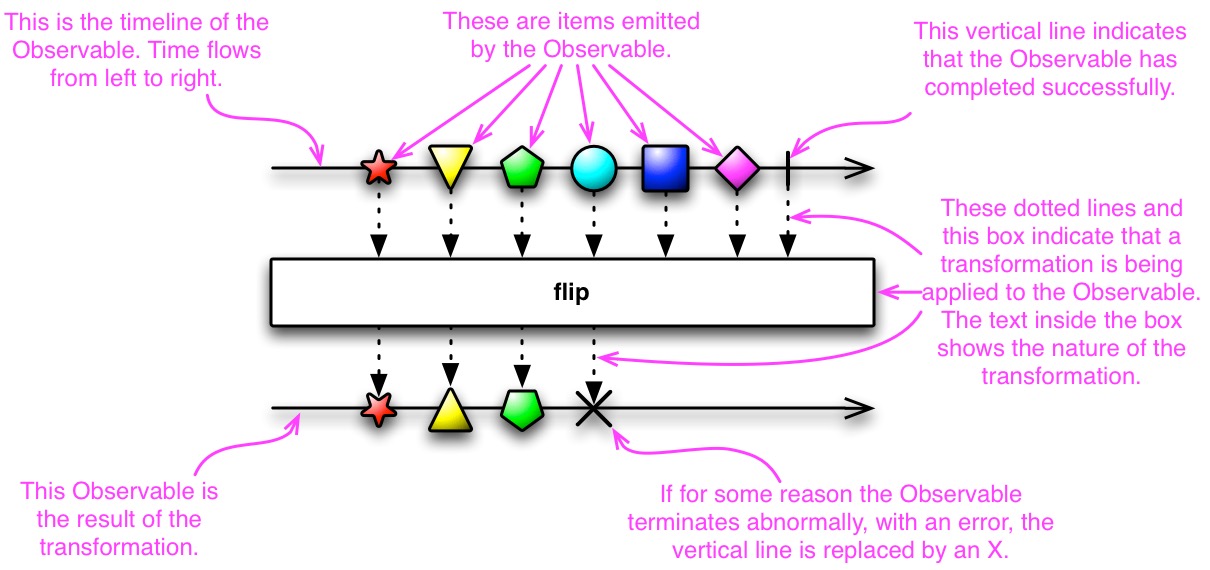 This is the timeline of the
Observable. Time flows
from left to right.
These are items emitted
by the Observable.
This vertical line indicates
that the Observable has
completed successfully.
These dotted lines and
this box indicate that a
transformation is being
applied to the Observable.
The text inside the box
shows the nature of the
transformation.
flip
This Observable is
the result of the
transformation.
If for some reason the Observable
terminates abnormally, with an error, the
vertical line is replaced by an X.